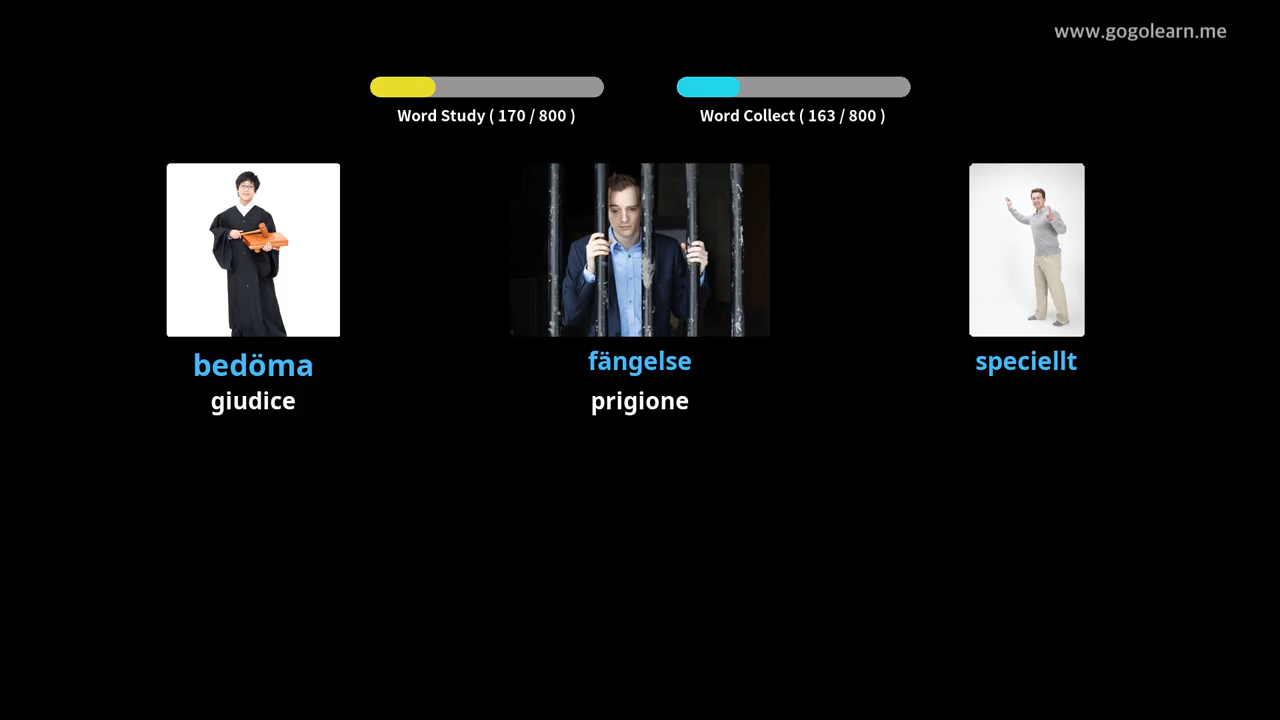 www.gogolearn.me
Word Study ( 170 / 800 )
Word Collect ( 163 / 800 )
bedöma
fängelse
speciellt
giudice
prigione